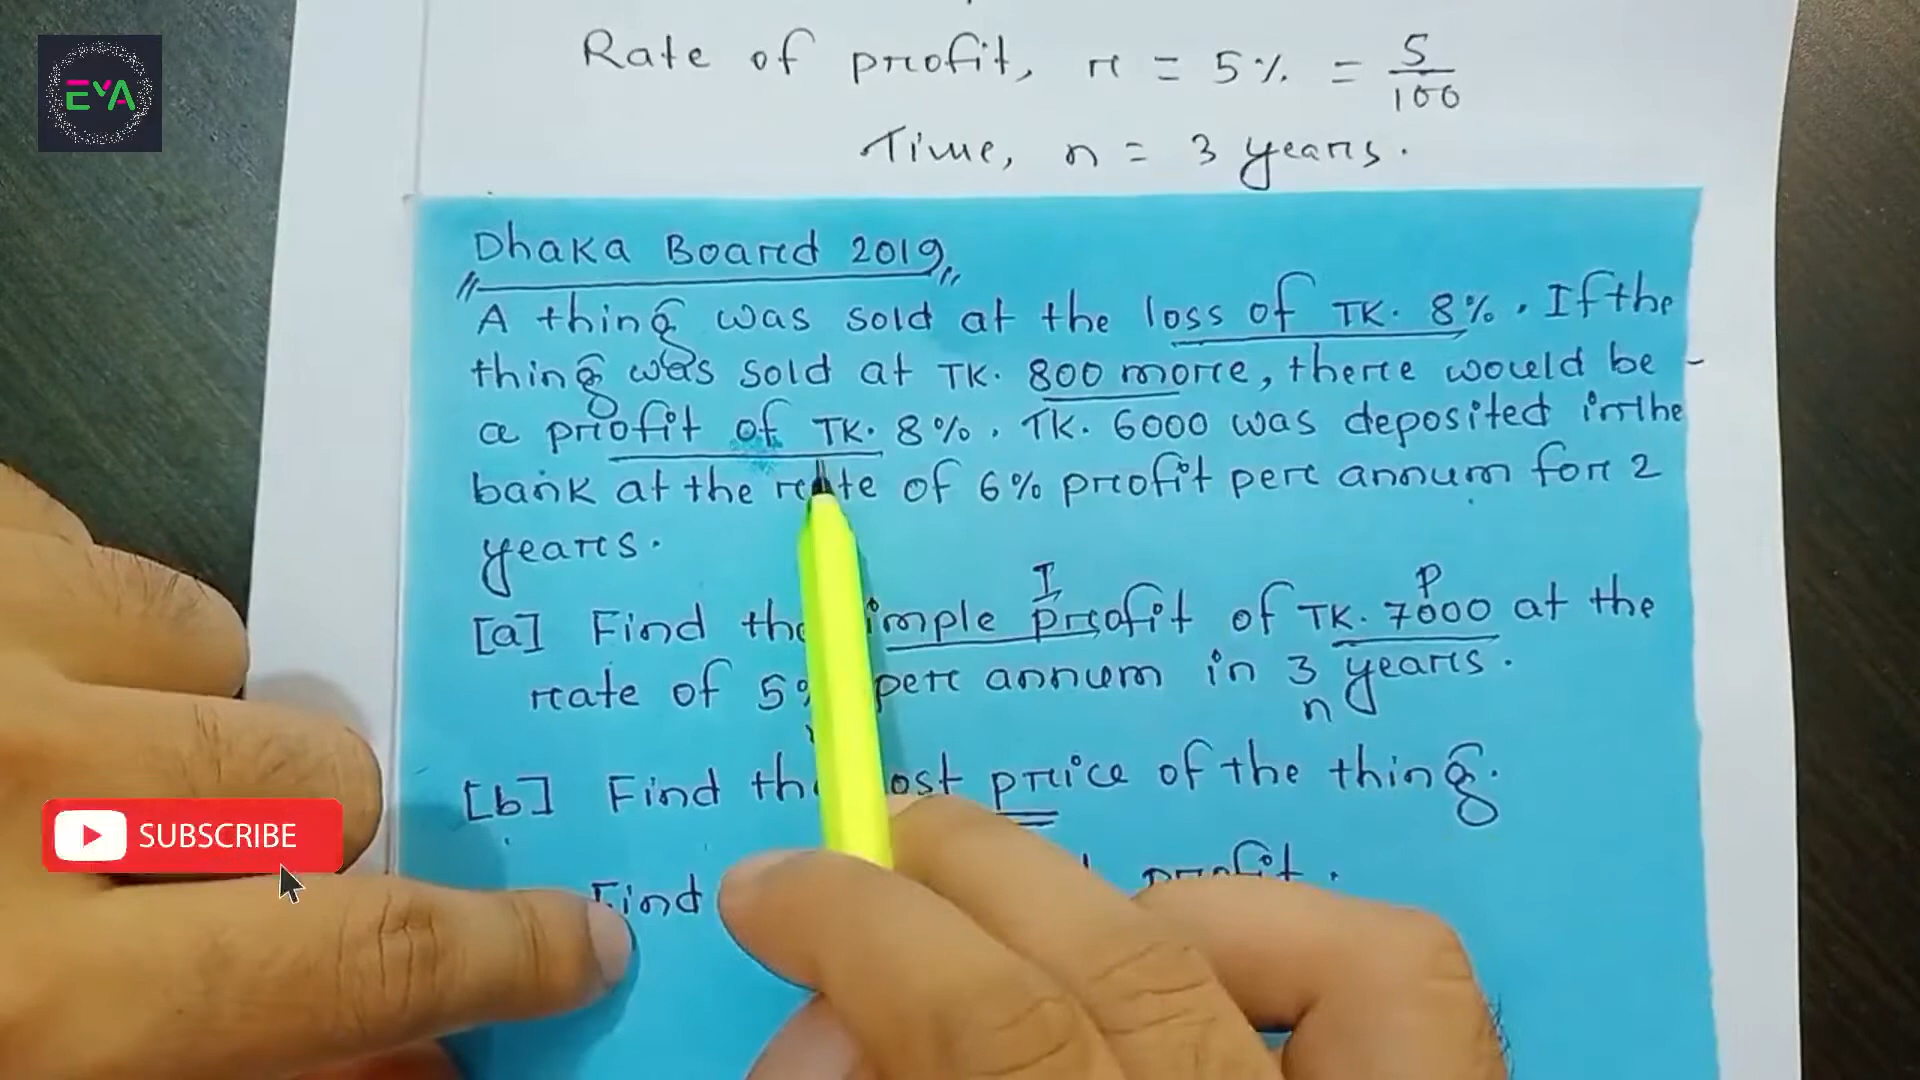 EYA
Rate of profit, r = 5% = 5/100
Time, n = 3 years.
Dhaka Board 2019
A thing was sold at the loss of TK. 8%. If the
thing was sold at TK. 800 more, there would be -
a profit of TK. 8%. TK. 6000 was deposited in the
bank at the rate of 6% profit per annum for 2
years.
I P
[a] Find the simple profit of TK. 7000 at the
rate of 5% per annum in 3 years.
n
[b] Find the cost price of the thing.
SUBSCRIBE
Find profit.